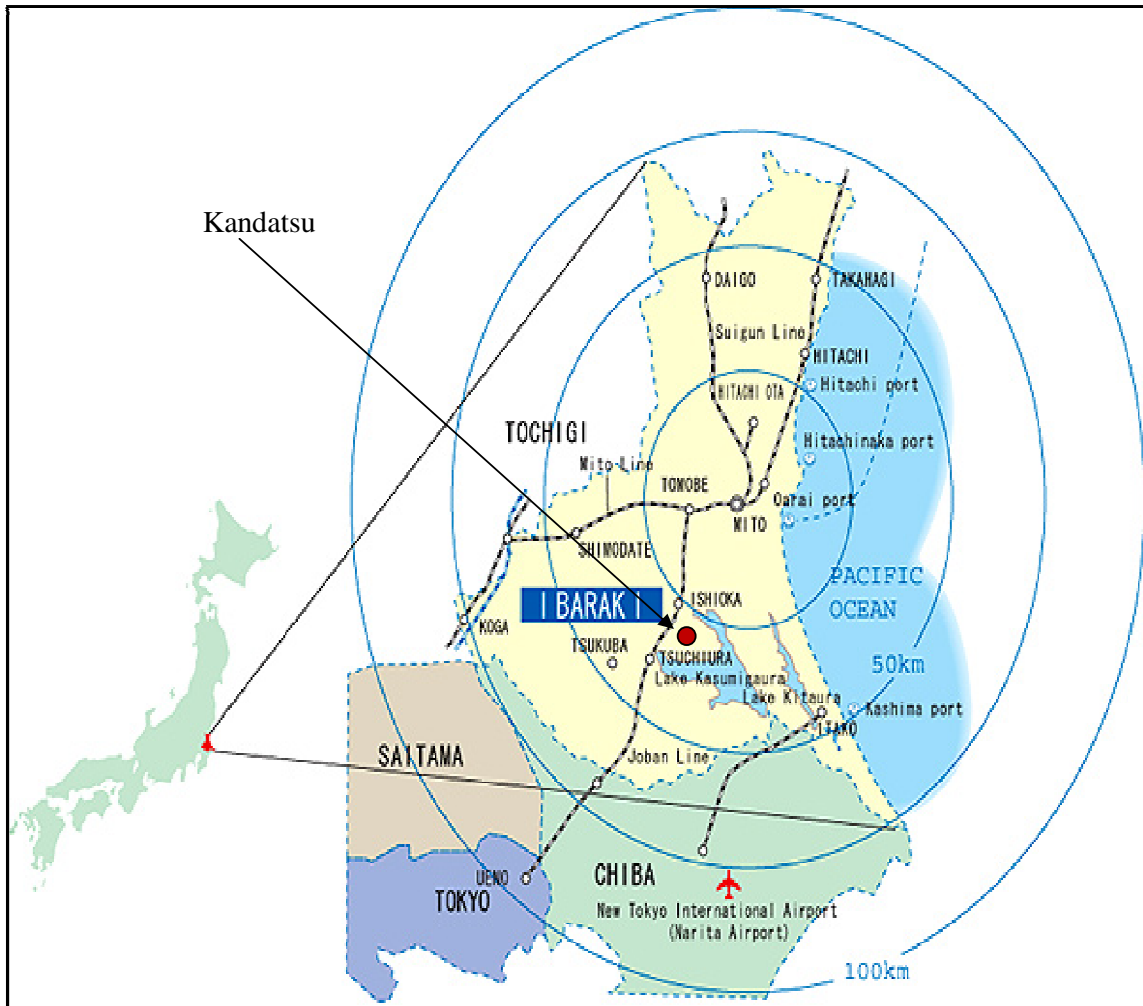 Kandatsu
DAIGO
TAKAHAGI
Suigun Line
HITACHI
Hitachi port
HITACHI OTA
TOCHIGI
Hitachinaka port
Mito Line
TOMOBE
Oarai port
MITO
SHIMODATE
PACIFIC
OCEAN
IBARAKI
ISHIOKA
KOGA
TSUKUBA
TSUCHIURA
50km
Lake Kasumigaura
Lake Kitaura
Kashima port
ITAKO
SAITAMA
Joban Line
UENO
CHIBA
TOKYO
New Tokyo International Airport
(Narita Airport)
100km